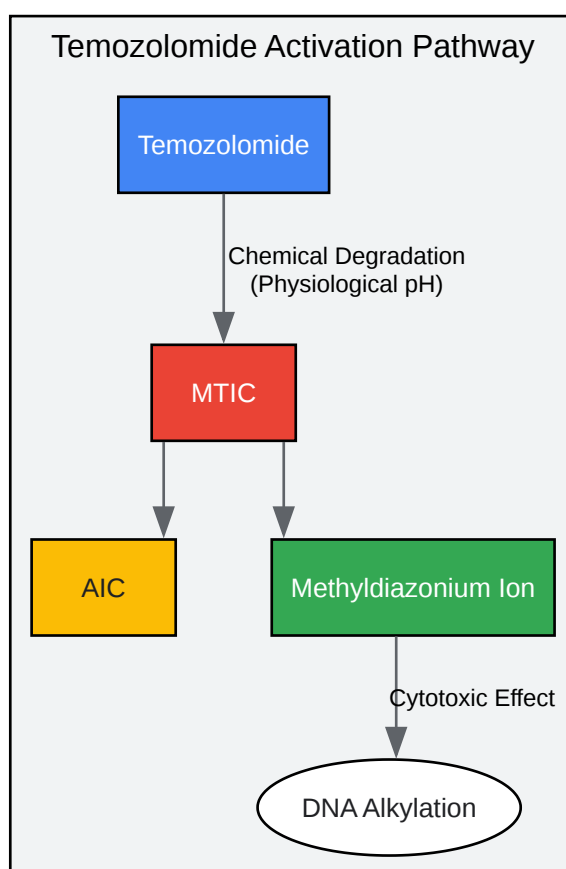 Temozolomide Activation Pathway
Temozolomide
Chemical Degradation
(Physiological pH)
MTIC
AIC
Methyldiazonium Ion
Cytotoxic Effect
DNA Alkylation